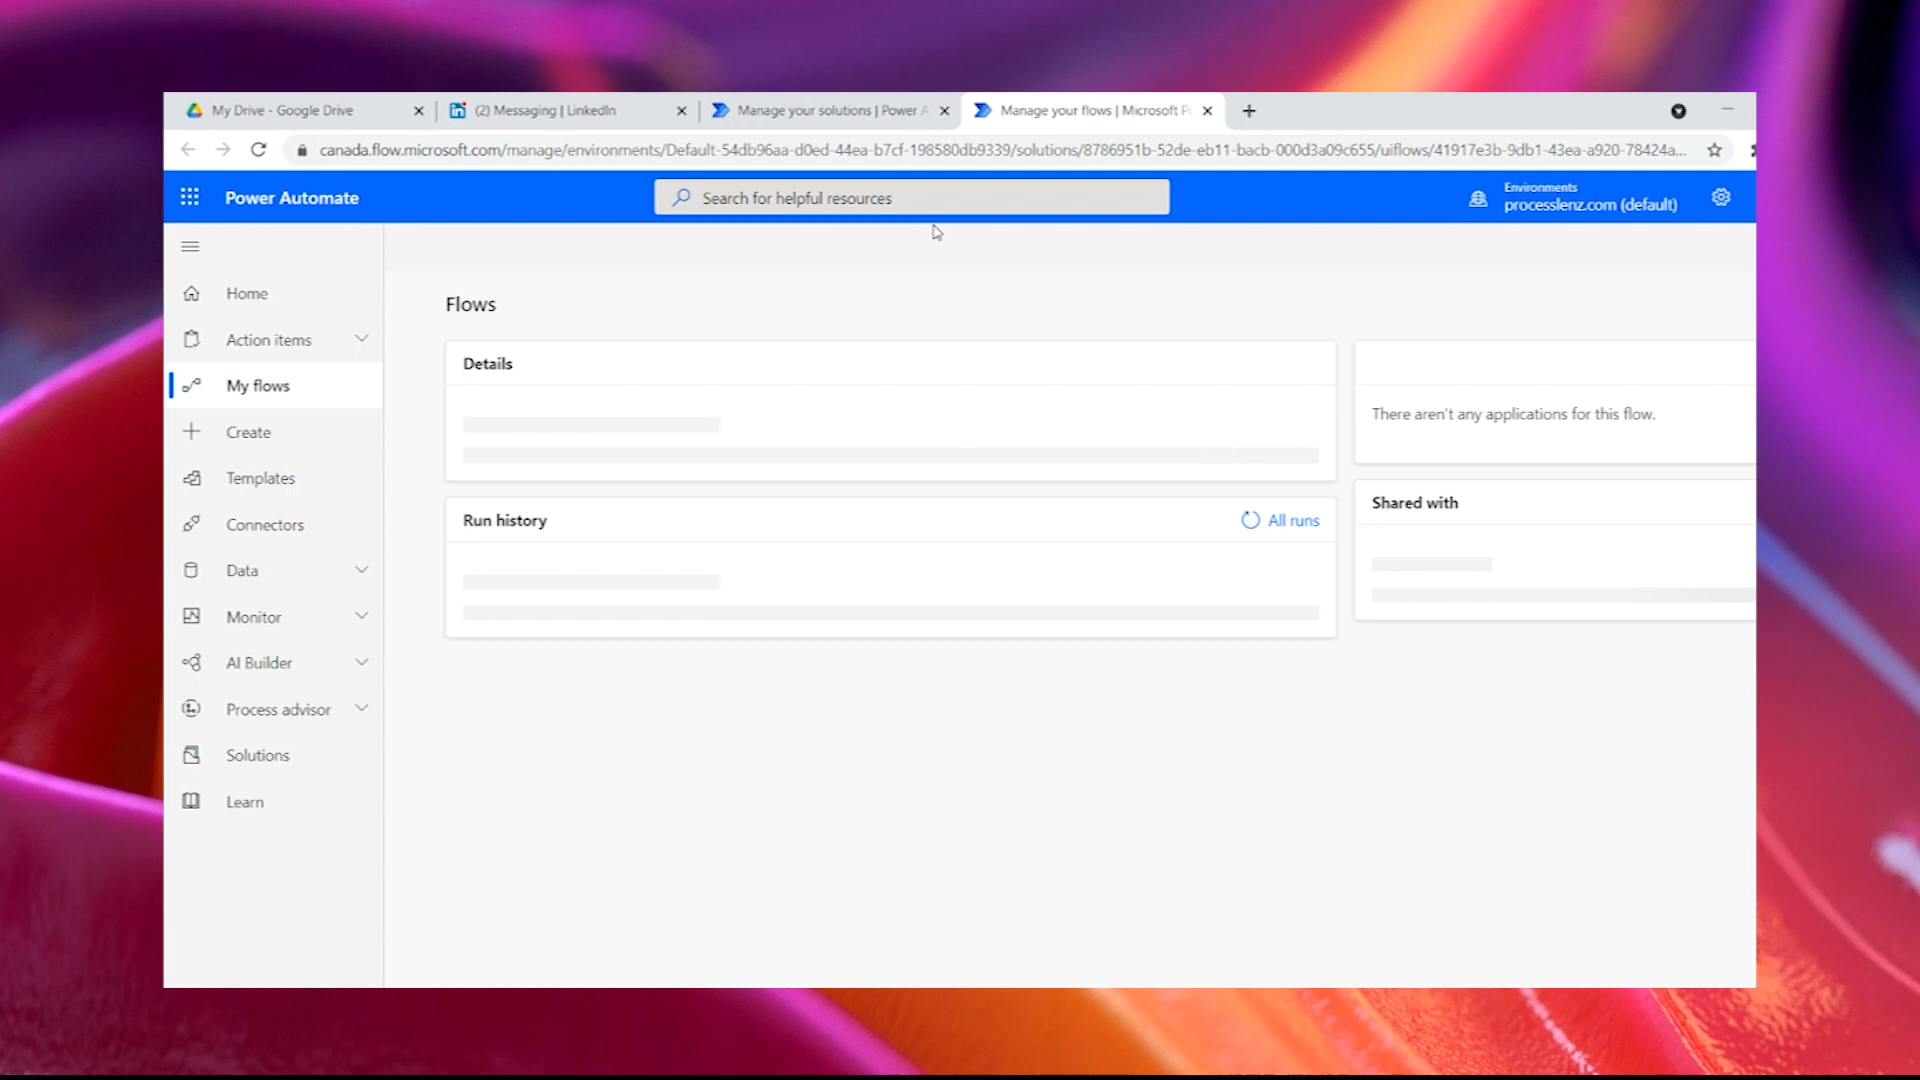 My Drive - Google Drive
(2) Messaging | LinkedIn
Manage your solutions | Power A
Manage your flows | Microsoft Po
canada.flow.microsoft.com/manage/environments/Default-54db96aa-d0ed-44ea-b7cf-198580db9339/solutions/8786951b-52de-eb11-bacb-000d3a09c655/uiflows/41917e3b-9db1-43ea-a920-78424a...
Power Automate
Search for helpful resources
Environments
processlenz.com (default)
Home
Action items
My flows
Create
Templates
Connectors
Data
Monitor
AI Builder
Process advisor
Solutions
Learn
Flows
Details
There aren't any applications for this flow.
Run history
All runs
Shared with